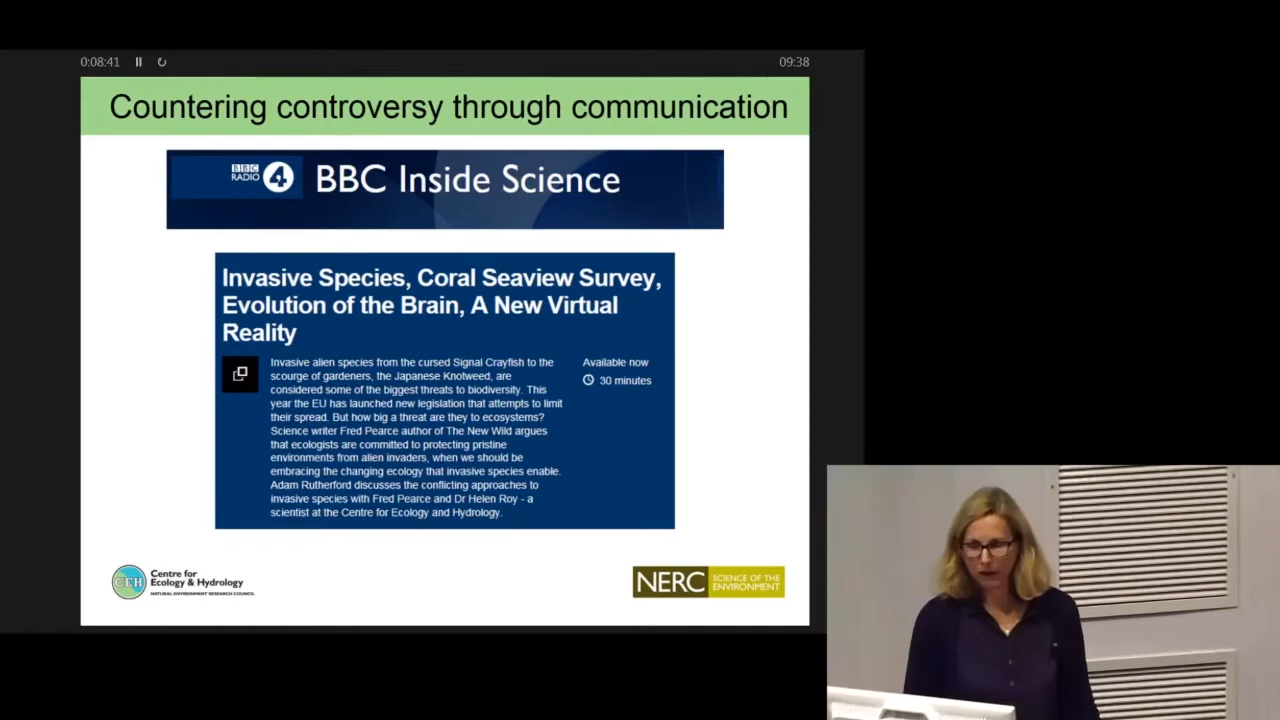 0:08:41
09:38
Countering controversy through communication
BBC
RADIO 4
BBC Inside Science
Invasive Species, Coral Seaview Survey,
Evolution of the Brain, A New Virtual
Reality
Invasive alien species from the cursed Signal Crayfish to the
scourge of gardeners, the Japanese Knotweed, are
considered some of the biggest threats to biodiversity. This
year the EU has launched new legislation that attempts to limit
their spread. But how big a threat are they to ecosystems?
Science writer Fred Pearce author of The New Wild argues
that ecologists are committed to protecting pristine
environments from alien invaders, when we should be
embracing the changing ecology that invasive species enable.
Adam Rutherford discusses the conflicting approaches to
invasive species with Fred Pearce and Dr Helen Roy - a
scientist at the Centre for Ecology and Hydrology.
Available now
30 minutes
CEH
Centre for
Ecology & Hydrology
NATURAL ENVIRONMENT RESEARCH COUNCIL
NERC
SCIENCE OF THE
ENVIRONMENT